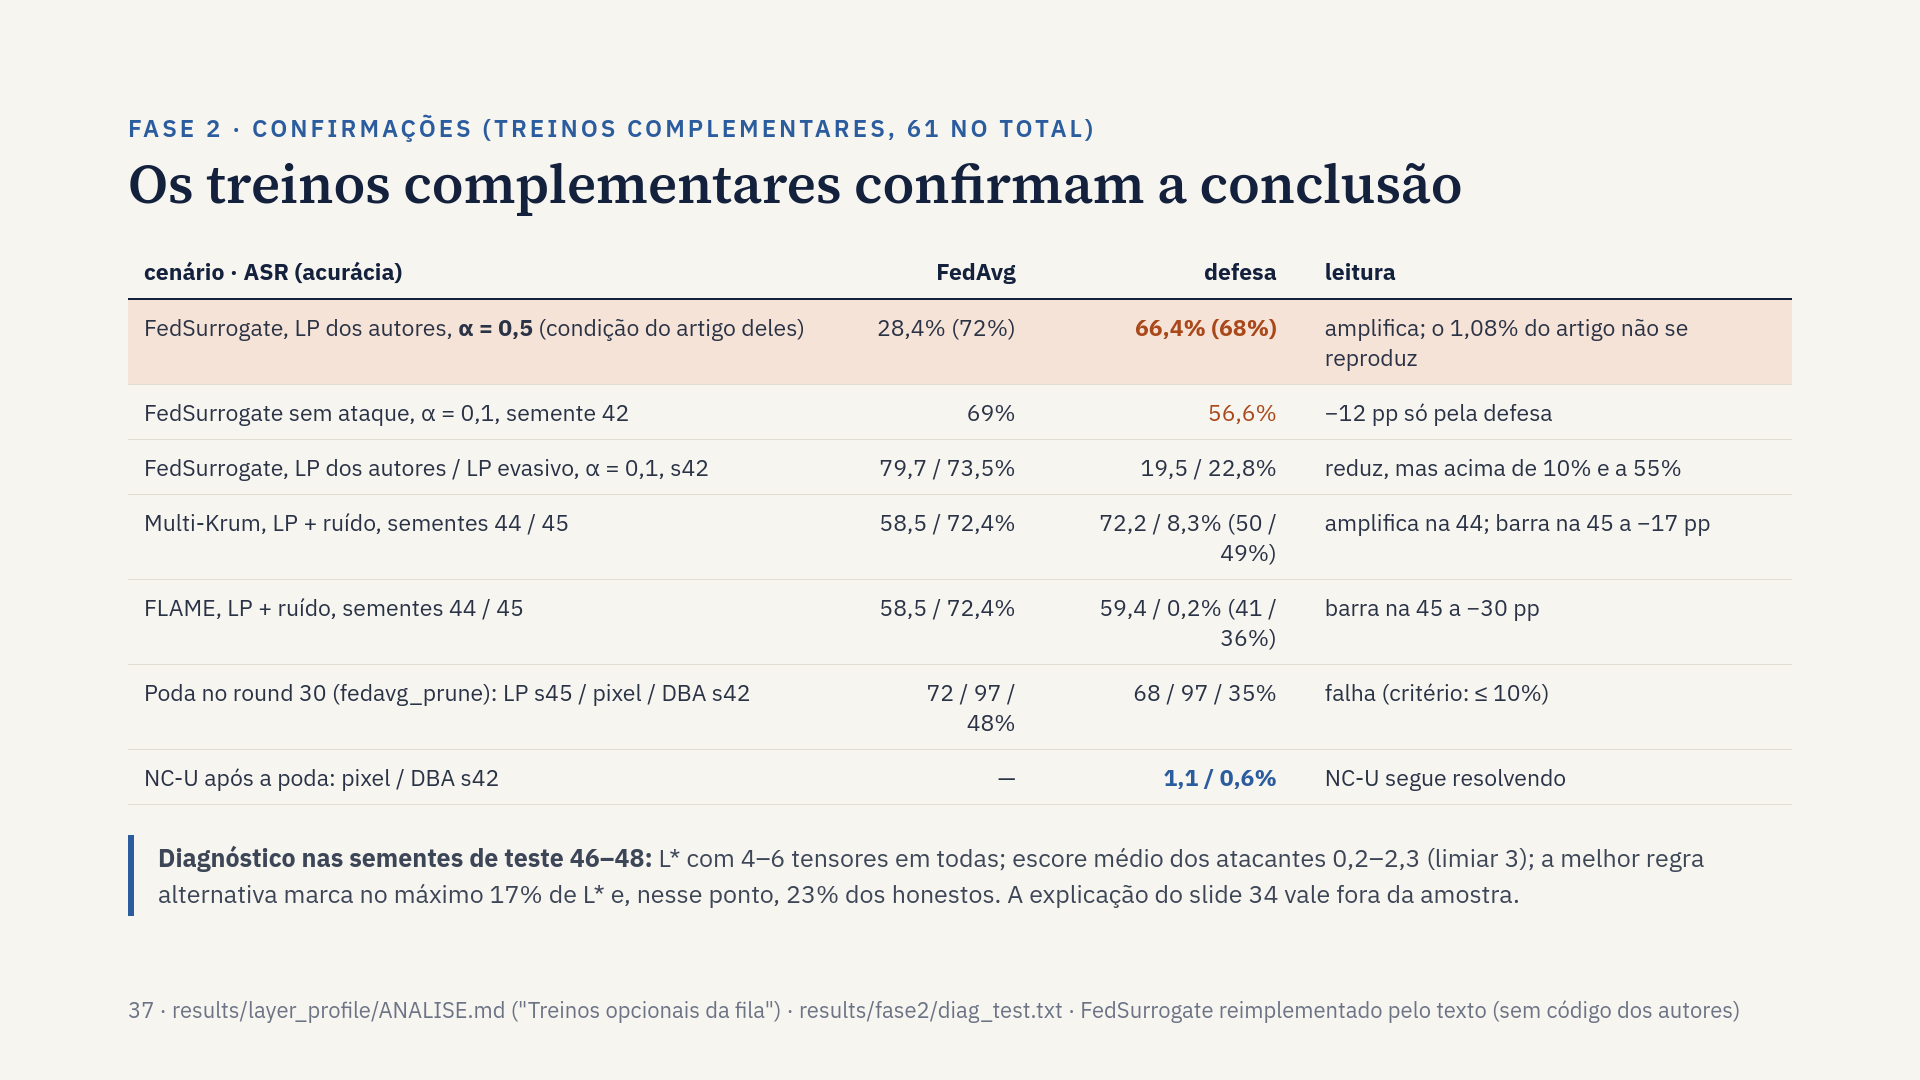 FASE 2 · CONFIRMAÇÕES (TREINOS COMPLEMENTARES, 61 NO TOTAL)
Os treinos complementares confirmam a conclusão
cenário · ASR (acurácia) FedAvg defesa leitura
FedSurrogate, LP dos autores, α = 0,5 (condição do artigo deles) 28,4% (72%) 66,4% (68%) amplifica; o 1,08% do artigo não se
reproduz
FedSurrogate sem ataque, α = 0,1, semente 42 69% 56,6% −12 pp só pela defesa
FedSurrogate, LP dos autores / LP evasivo, α = 0,1, s42 79,7 / 73,5% 19,5 / 22,8% reduz, mas acima de 10% e a 55%
Multi-Krum, LP + ruído, sementes 44 / 45 58,5 / 72,4% 72,2 / 8,3% (50 / amplifica na 44; barra na 45 a −17 pp
49%)
FLAME, LP + ruído, sementes 44 / 45 58,5 / 72,4% 59,4 / 0,2% (41 / barra na 45 a −30 pp
36%)
Poda no round 30 (fedavg_prune): LP s45 / pixel / DBA s42 72 / 97 / 68 / 97 / 35% falha (critério: ≤ 10%)
48%
NC-U após a poda: pixel / DBA s42 — 1,1 / 0,6% NC-U segue resolvendo
Diagnóstico nas sementes de teste 46–48: L* com 4–6 tensores em todas; escore médio dos atacantes 0,2–2,3 (limiar 3); a melhor regra
alternativa marca no máximo 17% de L* e, nesse ponto, 23% dos honestos. A explicação do slide 34 vale fora da amostra.
37 · results/layer_profile/ANALISE.md ("Treinos opcionais da fila") · results/fase2/diag_test.txt · FedSurrogate reimplementado pelo texto (sem código dos autores)